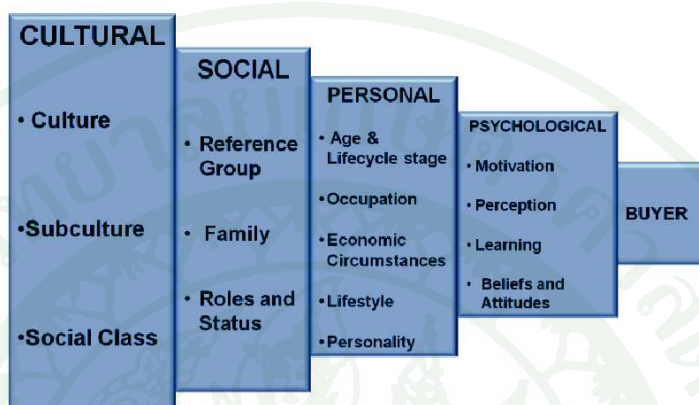 CULTURAL
• Culture
•Subculture
•Social Class
SOCIAL
• Reference
Group
• Family
• Roles and
Status
PERSONAL
• Age &
Lifecycle stage
•Occupation
•Economic
Circumstances
•Lifestyle
•Personality
PSYCHOLOGICAL
• Motivation
• Perception
• Learning
• Beliefs and
Attitudes
BUYER